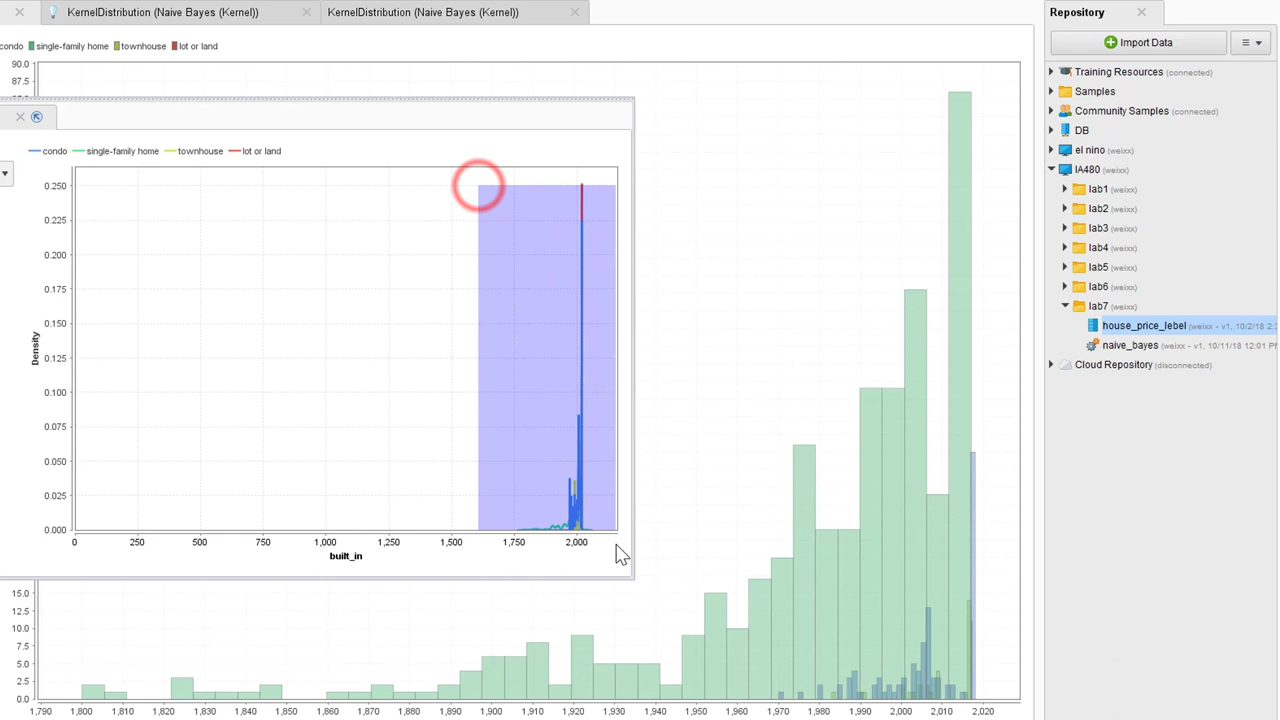 KernelDistribution (Naive Bayes (Kernel))
KernelDistribution (Naive Bayes (Kernel))
Repository
Import Data
condo single-family home townhouse lot or land
90.0
87.5
condo single-family home townhouse lot or land
0.250
0.225
0.200
0.175
0.150
0.125
0.100
0.075
0.050
0.025
0.000
Density
0 250 500 750 1,000 1,250 1,500 1,750 2,000
built_in
15.0
12.5
10.0
7.5
5.0
2.5
0.0
1,790 1,800 1,810 1,820 1,830 1,840 1,850 1,860 1,870 1,880 1,890 1,900 1,910 1,920 1,930 1,940 1,950 1,960 1,970 1,980 1,990 2,000 2,010 2,020
Training Resources (connected)
Samples
Community Samples (connected)
DB
el nino (weixx)
IA480 (weixx)
lab1 (weixx)
lab2 (weixx)
lab3 (weixx)
lab4 (weixx)
lab5 (weixx)
lab6 (weixx)
lab7 (weixx)
house_price_lebel (weixx - v1, 10/2/18 2:
naive_bayes (weixx - v1, 10/11/18 12:01 PM
Cloud Repository (disconnected)